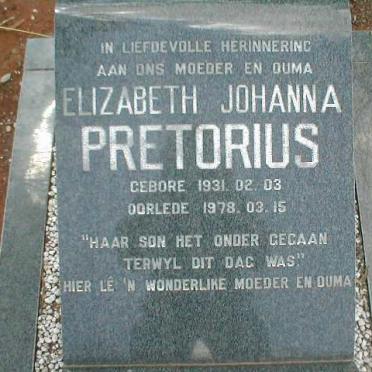 IN LIEFDEVOLLE HERINNERING
AAN ONS MOEDER EN OUMA
ELIZABETH JOHANNA
PRETORIUS
GEBORE 1931. 02. 03
OORLEDE 1978. 03. 15
"HAAR SON HET ONDER GEGAAN
TERWYL DIT DAG WAS"
HIER LÊ 'N WONDERLIKE MOEDER EN OUMA